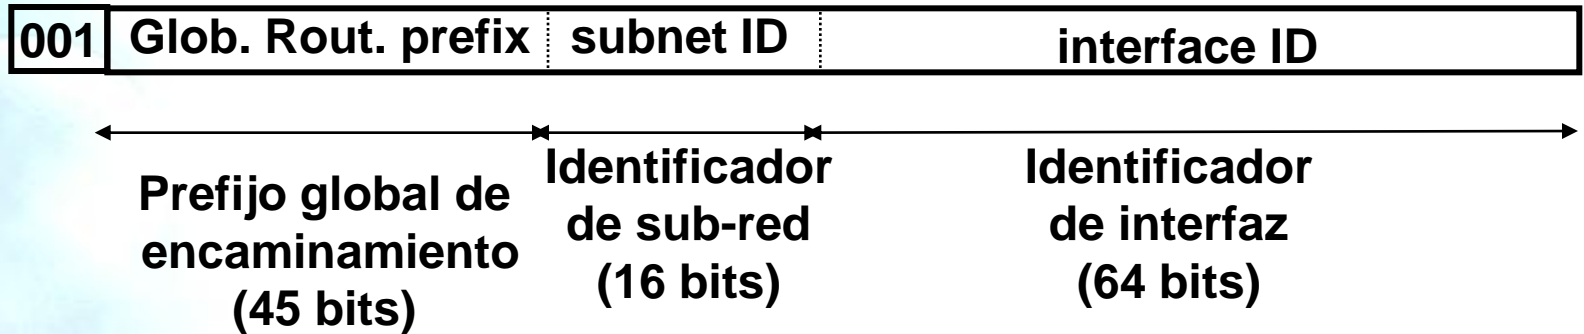 001 Glob. Rout. prefix subnet ID interface ID
Prefijo global de
encaminamiento
(45 bits)
Identificador
de sub-red
(16 bits)
Identificador
de interfaz
(64 bits)